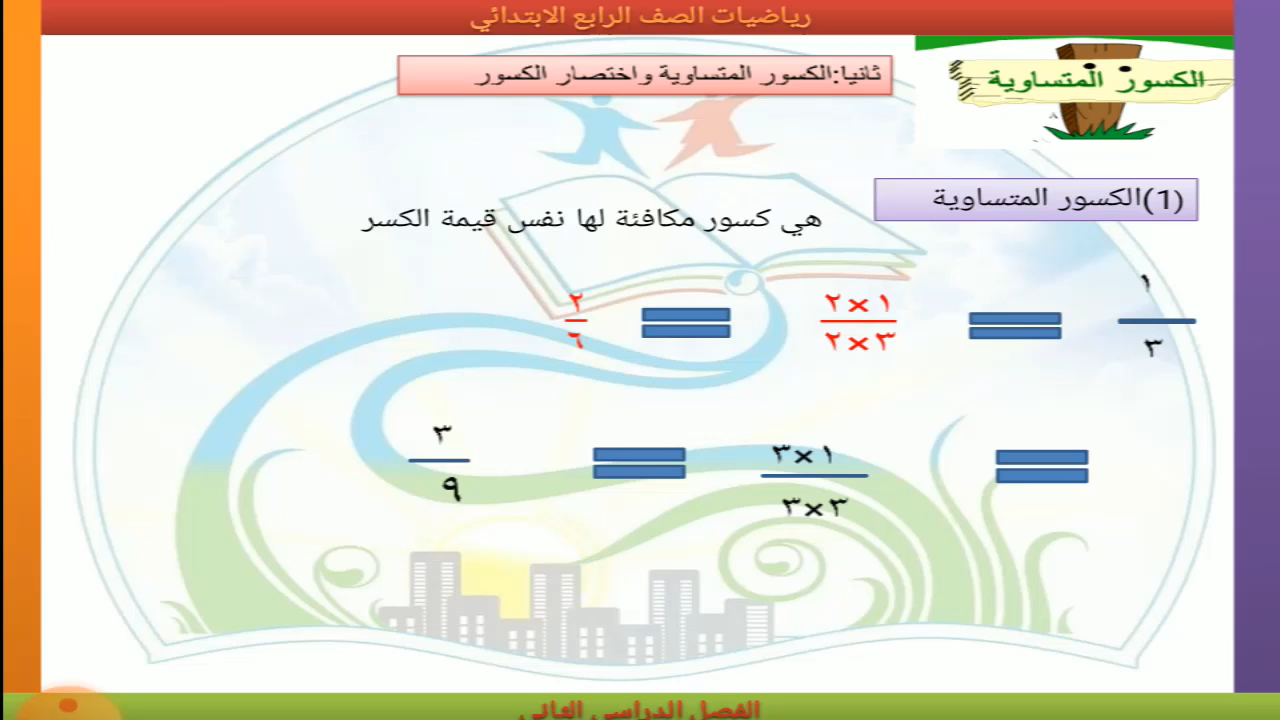 رياضيات الصف الرابع الابتدائي
الكسور المتساوية
ثانيا:الكسور المتساوية واختصار الكسور
(1)الكسور المتساوية
هي كسور مكافئة لها نفس قيمة الكسر
١ ١×٢ ٢
٣ = ٣×٢ = ٦
١×٣ ٣
= ٣×٣ = ٩
الفصل الدراسي الثاني